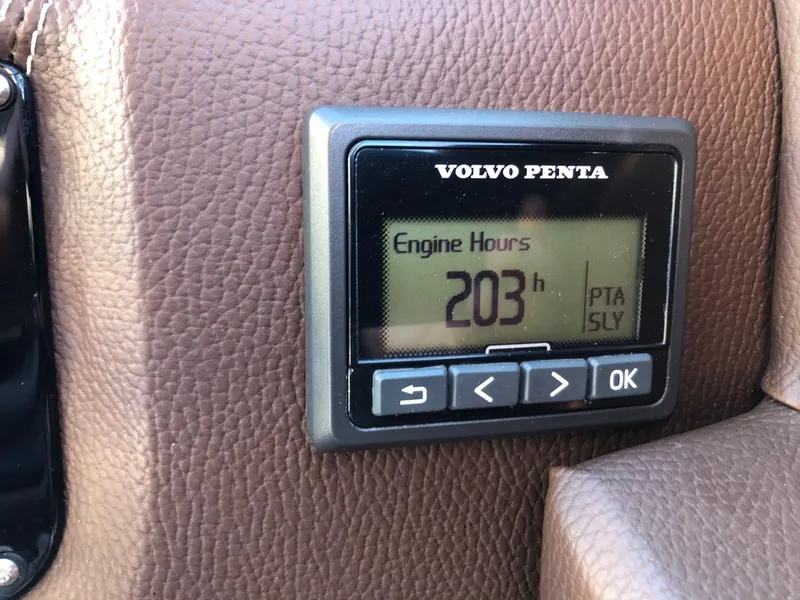 VOLVO PENTA
Engine Hours
203 h
PTA
SLY
OK